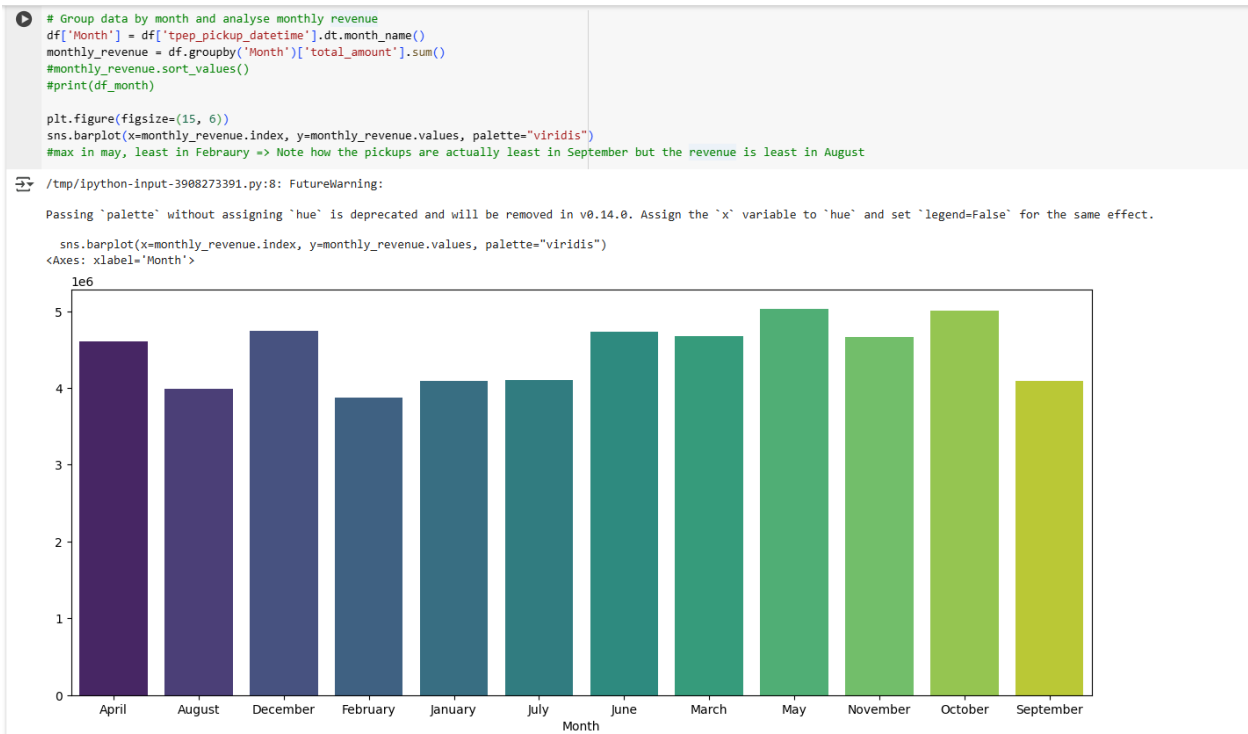 # Group data by month and analyse monthly revenue
df['Month'] = df['tpep_pickup_datetime'].dt.month_name()
monthly_revenue = df.groupby('Month')['total_amount'].sum()
#monthly_revenue.sort_values()
#print(df_month)
plt.figure(figsize=(15, 6))
sns.barplot(x=monthly_revenue.index, y=monthly_revenue.values, palette="viridis")
#max in may, least in Febraury => Note how the pickups are actually least in September but the revenue is least in August
/tmp/ipython-input-3908273391.py:8: FutureWarning:
Passing `palette` without assigning `hue` is deprecated and will be removed in v0.14.0. Assign the `x` variable to `hue` and set `legend=False` for the same effect.
sns.barplot(x=monthly_revenue.index, y=monthly_revenue.values, palette="viridis")
<Axes: xlabel='Month'>
1e6
5
4
3
2
1
0
April August December February January July June March May November October September
Month